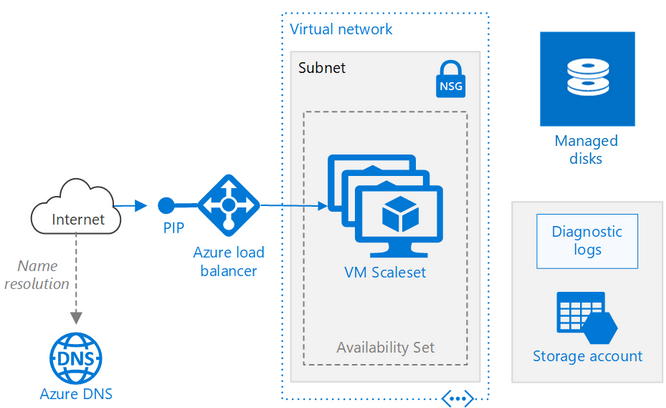 Virtual network
Subnet
NSG
Managed
disks
Internet
PIP
Azure load
balancer
VM Scaleset
Diagnostic
logs
Name
resolution
Availability Set
Storage account
DNS
Azure DNS